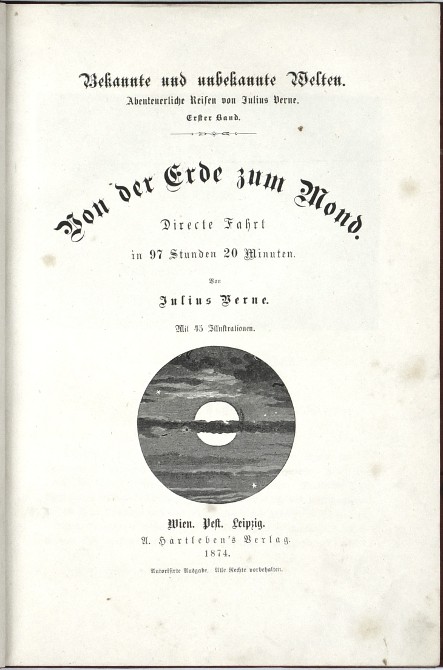 Bekannte und unbekannte Welten.
Abenteuerliche Reisen von Julius Verne.
Erster Band.
Von der Erde zum Mond.
Directe Fahrt
in 97 Stunden 20 Minuten.
Von
Julius Verne.
Mit 45 Illustrationen.
Wien. Pest. Leipzig.
A. Hartleben's Verlag.
1874.
Autorisirte Ausgabe. Alle Rechte vorbehalten.